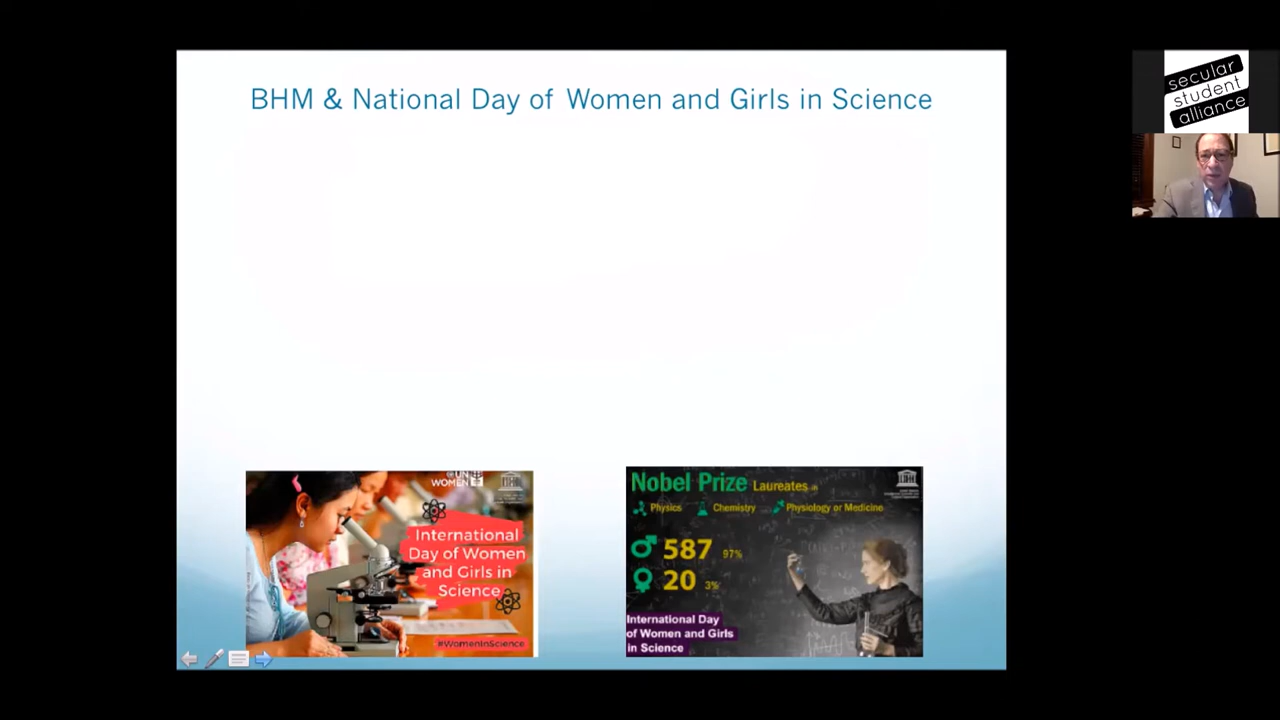 BHM & National Day of Women and Girls in Science
secular
student
alliance
UN
WOMEN
International
Day of Women
and Girls in
Science
#WomenInScience
Nobel Prize Laureates in
Physics Chemistry Physiology or Medicine
587 97%
20 3%
International Day
of Women and Girls
in Science